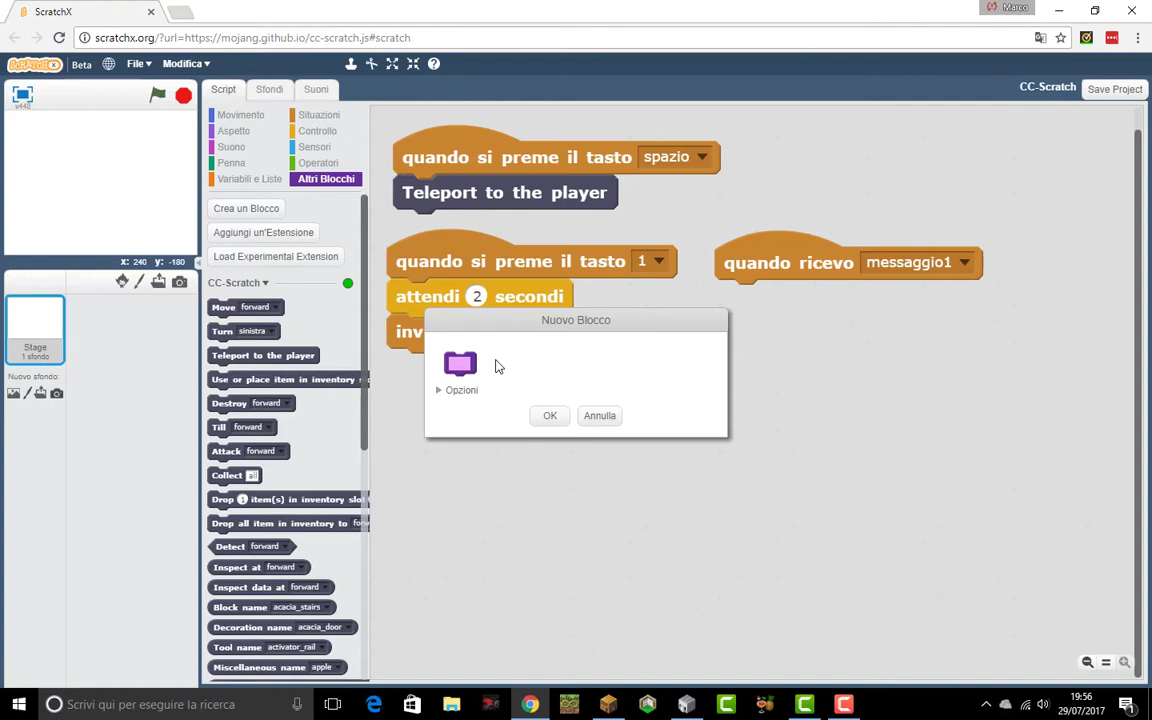 ScratchX
Marco
scratchx.org/?url=https://mojang.github.io/cc-scratch.js#scratch
Beta
File
Modifica
v448
Script
Sfondi
Suoni
CC-Scratch
Save Project
Movimento
Situazioni
Aspetto
Controllo
Suono
Sensori
Penna
Operatori
Variabili e Liste
Altri Blocchi
Crea un Blocco
Aggiungi un'Estensione
Load Experimental Extension
x: 240 y: -180
Stage
1 sfondo
Nuovo sfondo:
CC-Scratch
Move forward
Turn sinistra
Teleport to the player
Use or place item in inventory
Destroy forward
Till forward
Attack forward
Collect all
Drop 1 item(s) in inventory slot
Drop all item in inventory to
Detect forward
Inspect at forward
Inspect data at forward
Block name acacia_stairs
Decoration name acacia_door
Tool name activator_rail
Miscellaneous name apple
quando si preme il tasto spazio
Teleport to the player
quando si preme il tasto 1
attendi 2 secondi
inv
quando ricevo messaggio1
Nuovo Blocco
Opzioni
OK
Annulla
Scrivi qui per eseguire la ricerca
19:56
29/07/2017
1